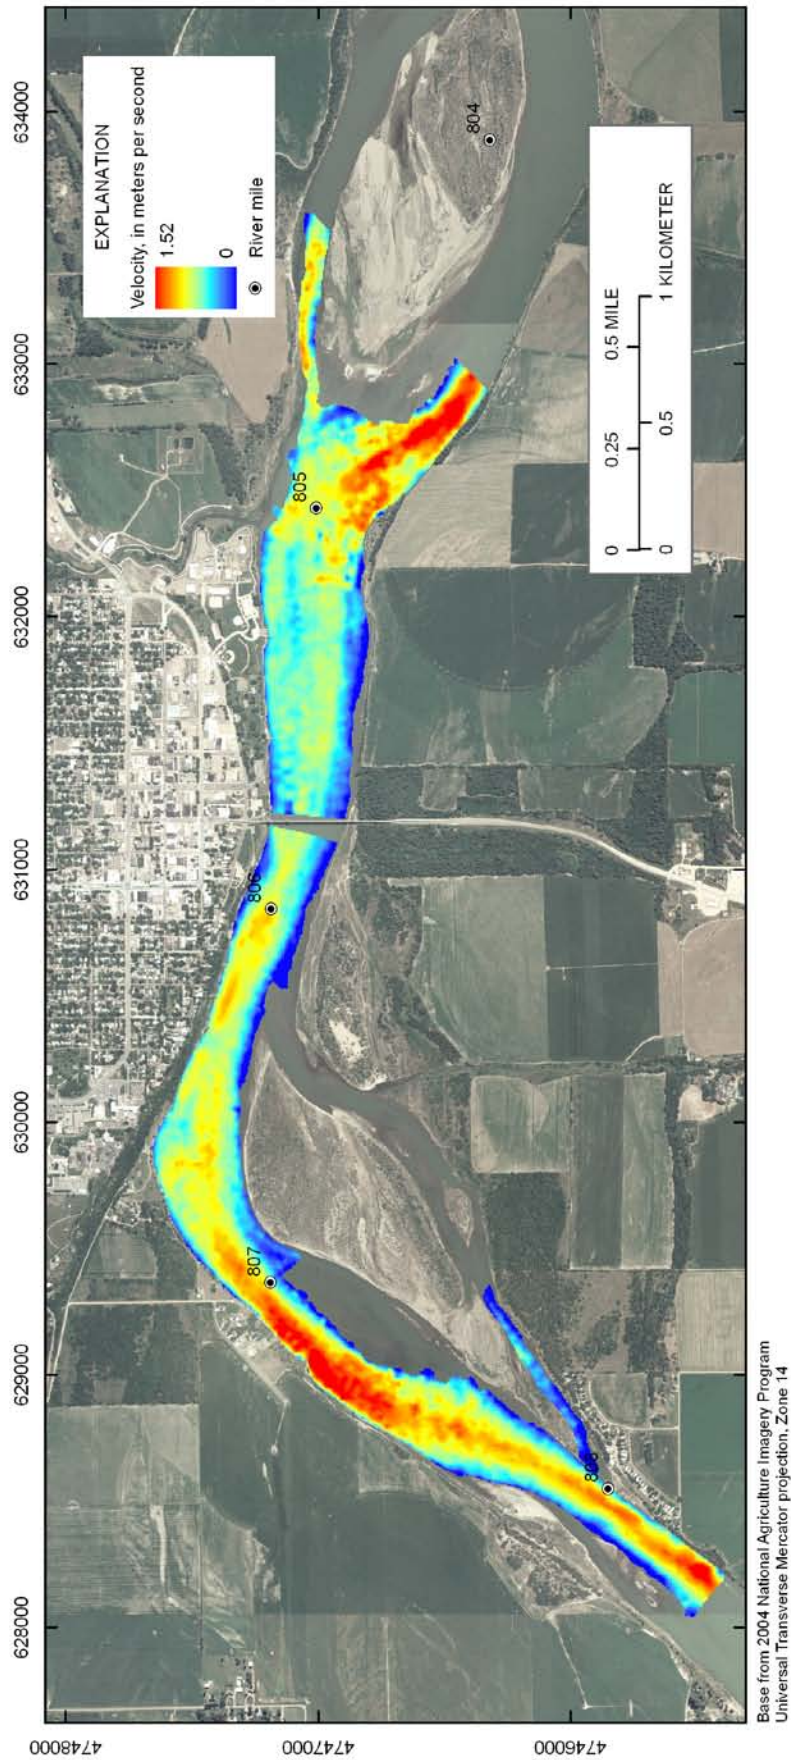 628000
629000
630000
631000
632000
633000
634000
4748000
4747000
4746000
EXPLANATION
Velocity, in meters per second
1.52
0
River mile
804
805
806
807
808
0 0.25 0.5 MILE
0 0.5 1 KILOMETER
Base from 2004 National Agriculture Imagery Program
Universal Transverse Mercator projection, Zone 14